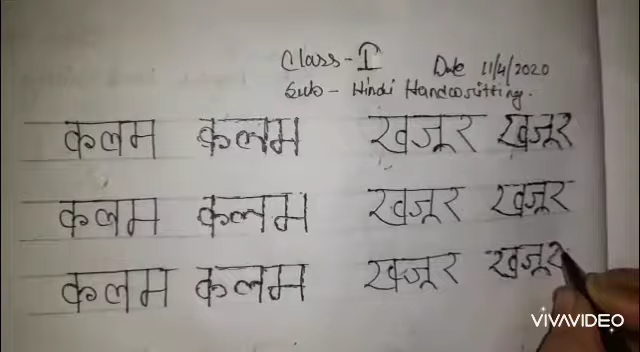 Class - I
Date 11/4/2020
Sub - Hindi Handwritting.
कलम कलम खजूर खजूर
कलम कलम खजूर खजूर
कलम कलम खजूर खजूर
VIVAVIDEO